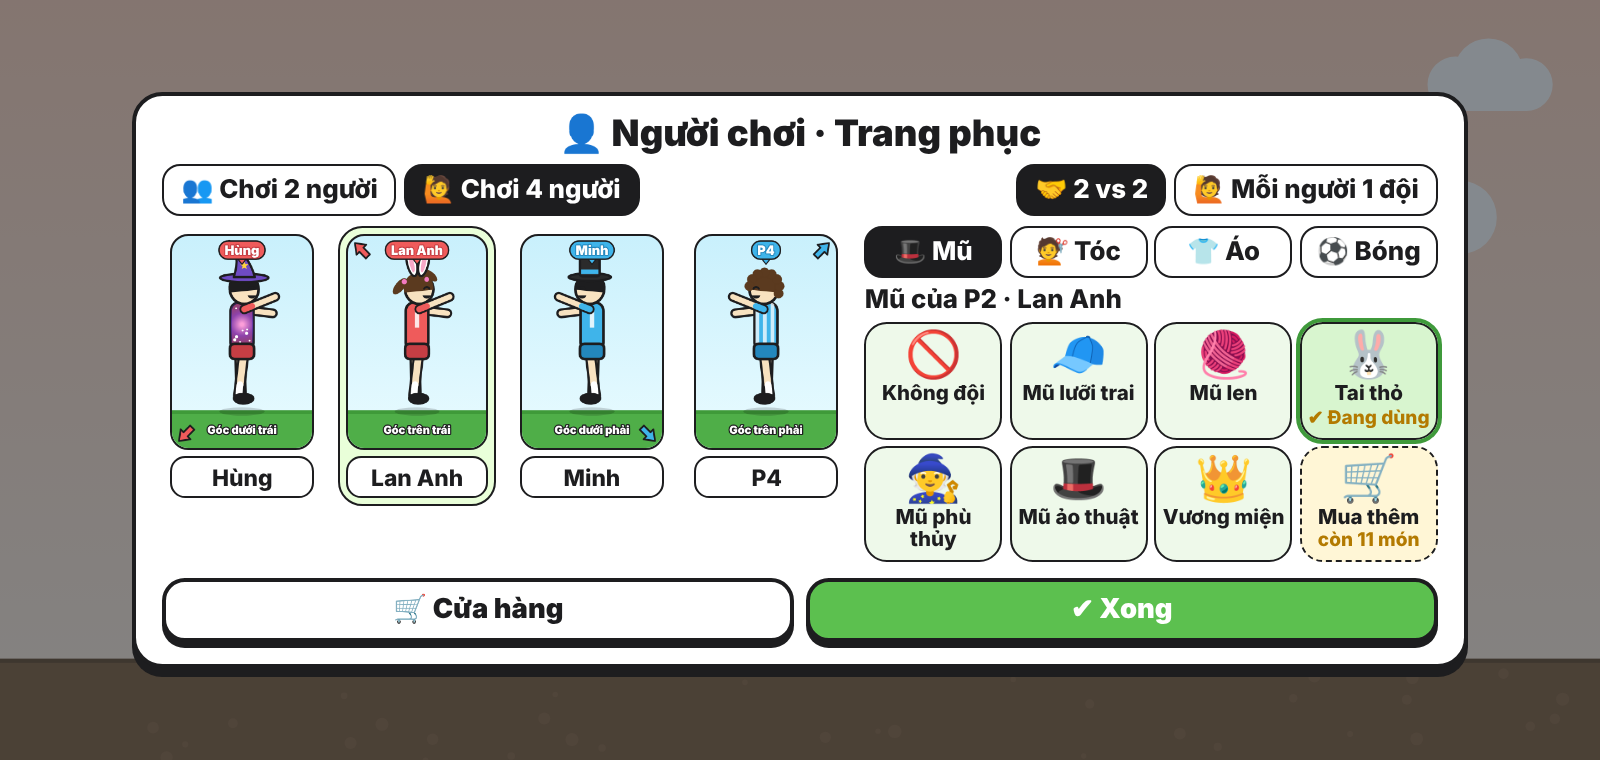 Người chơi · Trang phục
Chơi 2 người
Chơi 4 người
2 vs 2
Mỗi người 1 đội
Hùng
Góc dưới trái
Hùng
Lan Anh
Góc trên trái
Lan Anh
Minh
Góc dưới phải
Minh
P4
Góc trên phải
P4
Mũ
Tóc
Áo
Bóng
Mũ của P2 · Lan Anh
Không đội
Mũ lưỡi trai
Mũ len
Tai thỏ
✔ Đang dùng
Mũ phù
thủy
Mũ ảo thuật
Vương miện
Mua thêm
còn 11 món
Cửa hàng
✔ Xong